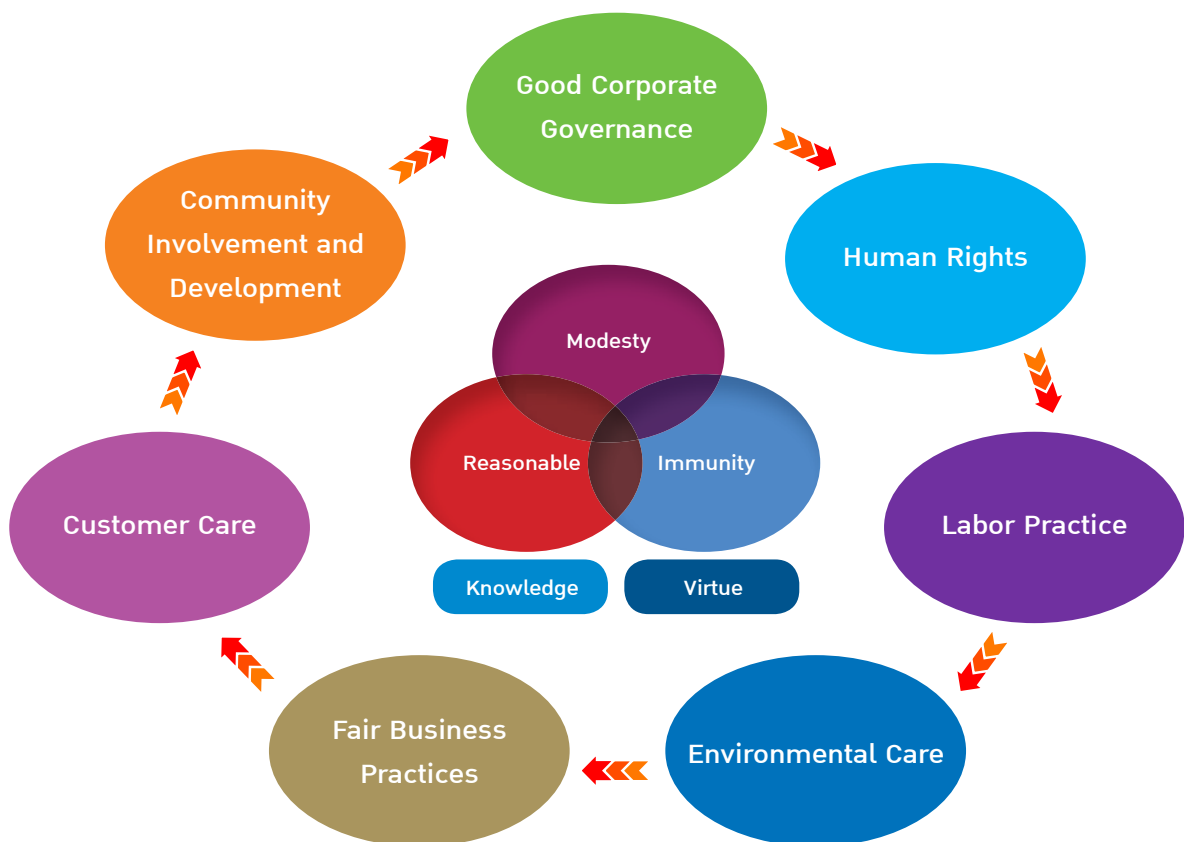 Good Corporate
Governance
Human Rights
Labor Practice
Environmental Care
Fair Business
Practices
Customer Care
Community
Involvement and
Development
Modesty
Reasonable
Immunity
Knowledge
Virtue